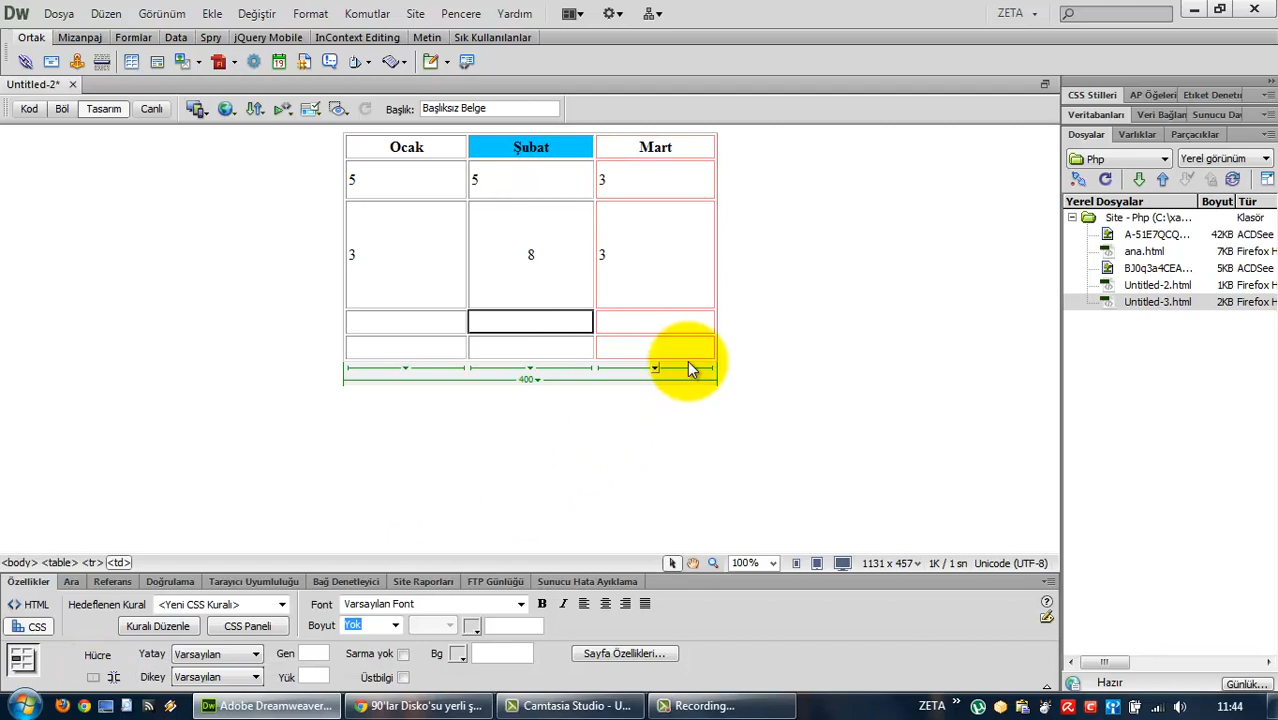 Dw Dosya Düzen Görünüm Ekle Değiştir Format Komutlar Site Pencere Yardım ZETA
Ortak Mizanpaj Formlar Data Spry jQuery Mobile InContext Editing Metin Sık Kullanılanlar
Untitled-2*
Kod Böl Tasarım Canlı Başlık: Başlıksız Belge
CSS Stilleri AP Öğeleri Etiket Denetim
Veritabanları Veri Bağlan Sunucu Da
Dosyalar Varlıklar Parçacıklar
Php Yerel görünüm
Yerel Dosyalar Boyut Tür
Site - Php (C:\xa... Klasör
A-51E7QCQ... 42KB ACDSee
ana.html 7KB Firefox H
BJ0q3a4CEA... 5KB ACDSee
Untitled-2.html 1KB Firefox H
Untitled-3.html 2KB Firefox H
Ocak Şubat Mart
5 5 3
3 8 3
400
<body> <table> <tr> <td> 100% 1131 x 457 1K / 1 sn Unicode (UTF-8)
Özellikler Ara Referans Doğrulama Tarayıcı Uyumluluğu Bağ Denetleyici Site Raporları FTP Günlüğü Sunucu Hata Ayıklama
<> HTML Hedeflenen Kural <Yeni CSS Kuralı> Font Varsayılan Font B I
CSS Kuralı Düzenle CSS Paneli Boyut Yok
Hücre Yatay Varsayılan Gen Sarma yok Bg Sayfa Özellikleri...
Dikey Varsayılan Yük Üstbilgi
Hazır Günlük...
Adobe Dreamweaver... 90'lar Disko'su yerli ş... Camtasia Studio - U... Recording... ZETA 11:44